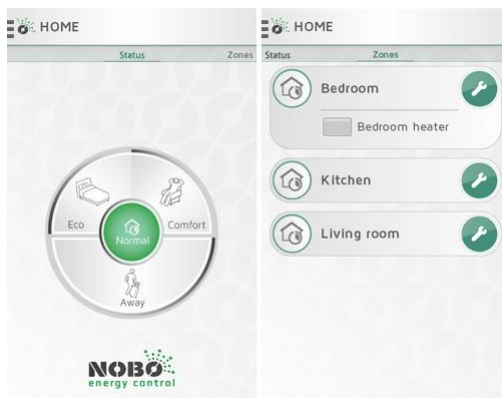 HOME
Status Zones
Eco
Comfort
Normal
Away
NOBO
energy control
HOME
Status Zones
Bedroom
Bedroom heater
Kitchen
Living room